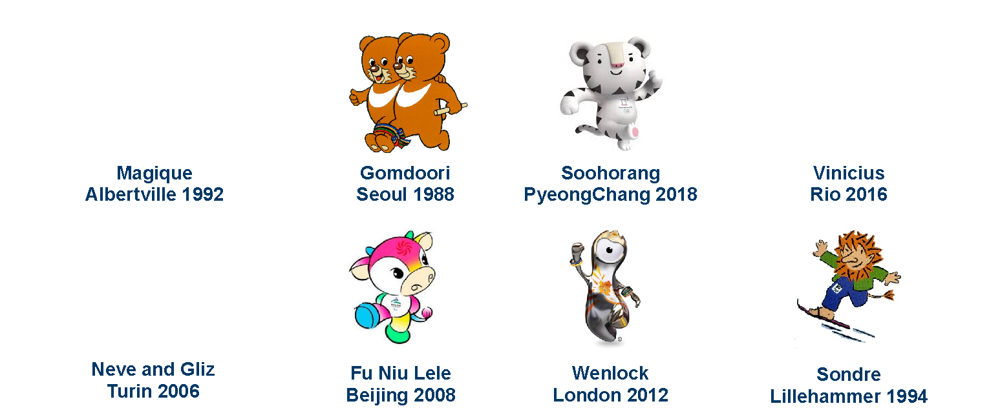 Magique
Albertville 1992
Gomdoori
Seoul 1988
Soohorang
PyeongChang 2018
Vinicius
Rio 2016
Neve and Gliz
Turin 2006
Fu Niu Lele
Beijing 2008
Wenlock
London 2012
Sondre
Lillehammer 1994